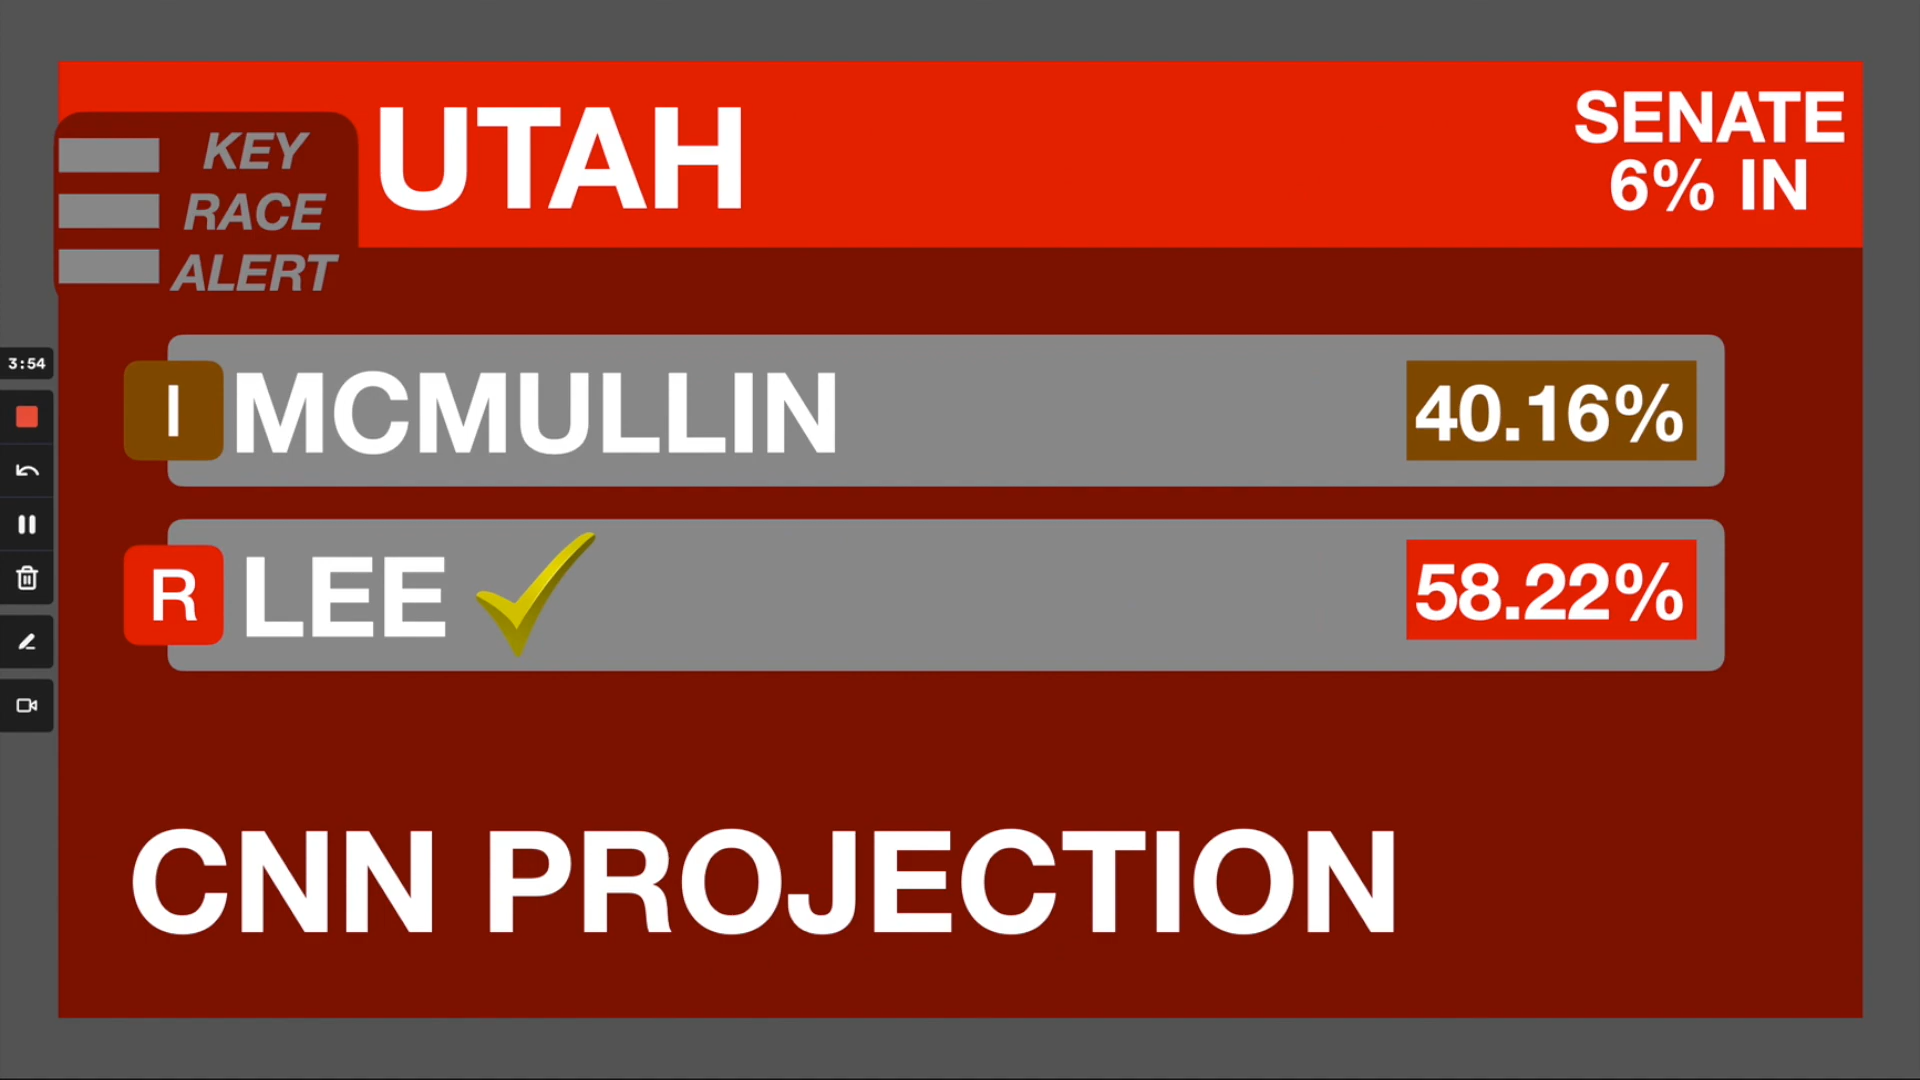 UTAH
SENATE
6% IN
KEY
RACE
ALERT
3:54
I MCMULLIN 40.16%
R LEE 58.22%
CNN PROJECTION